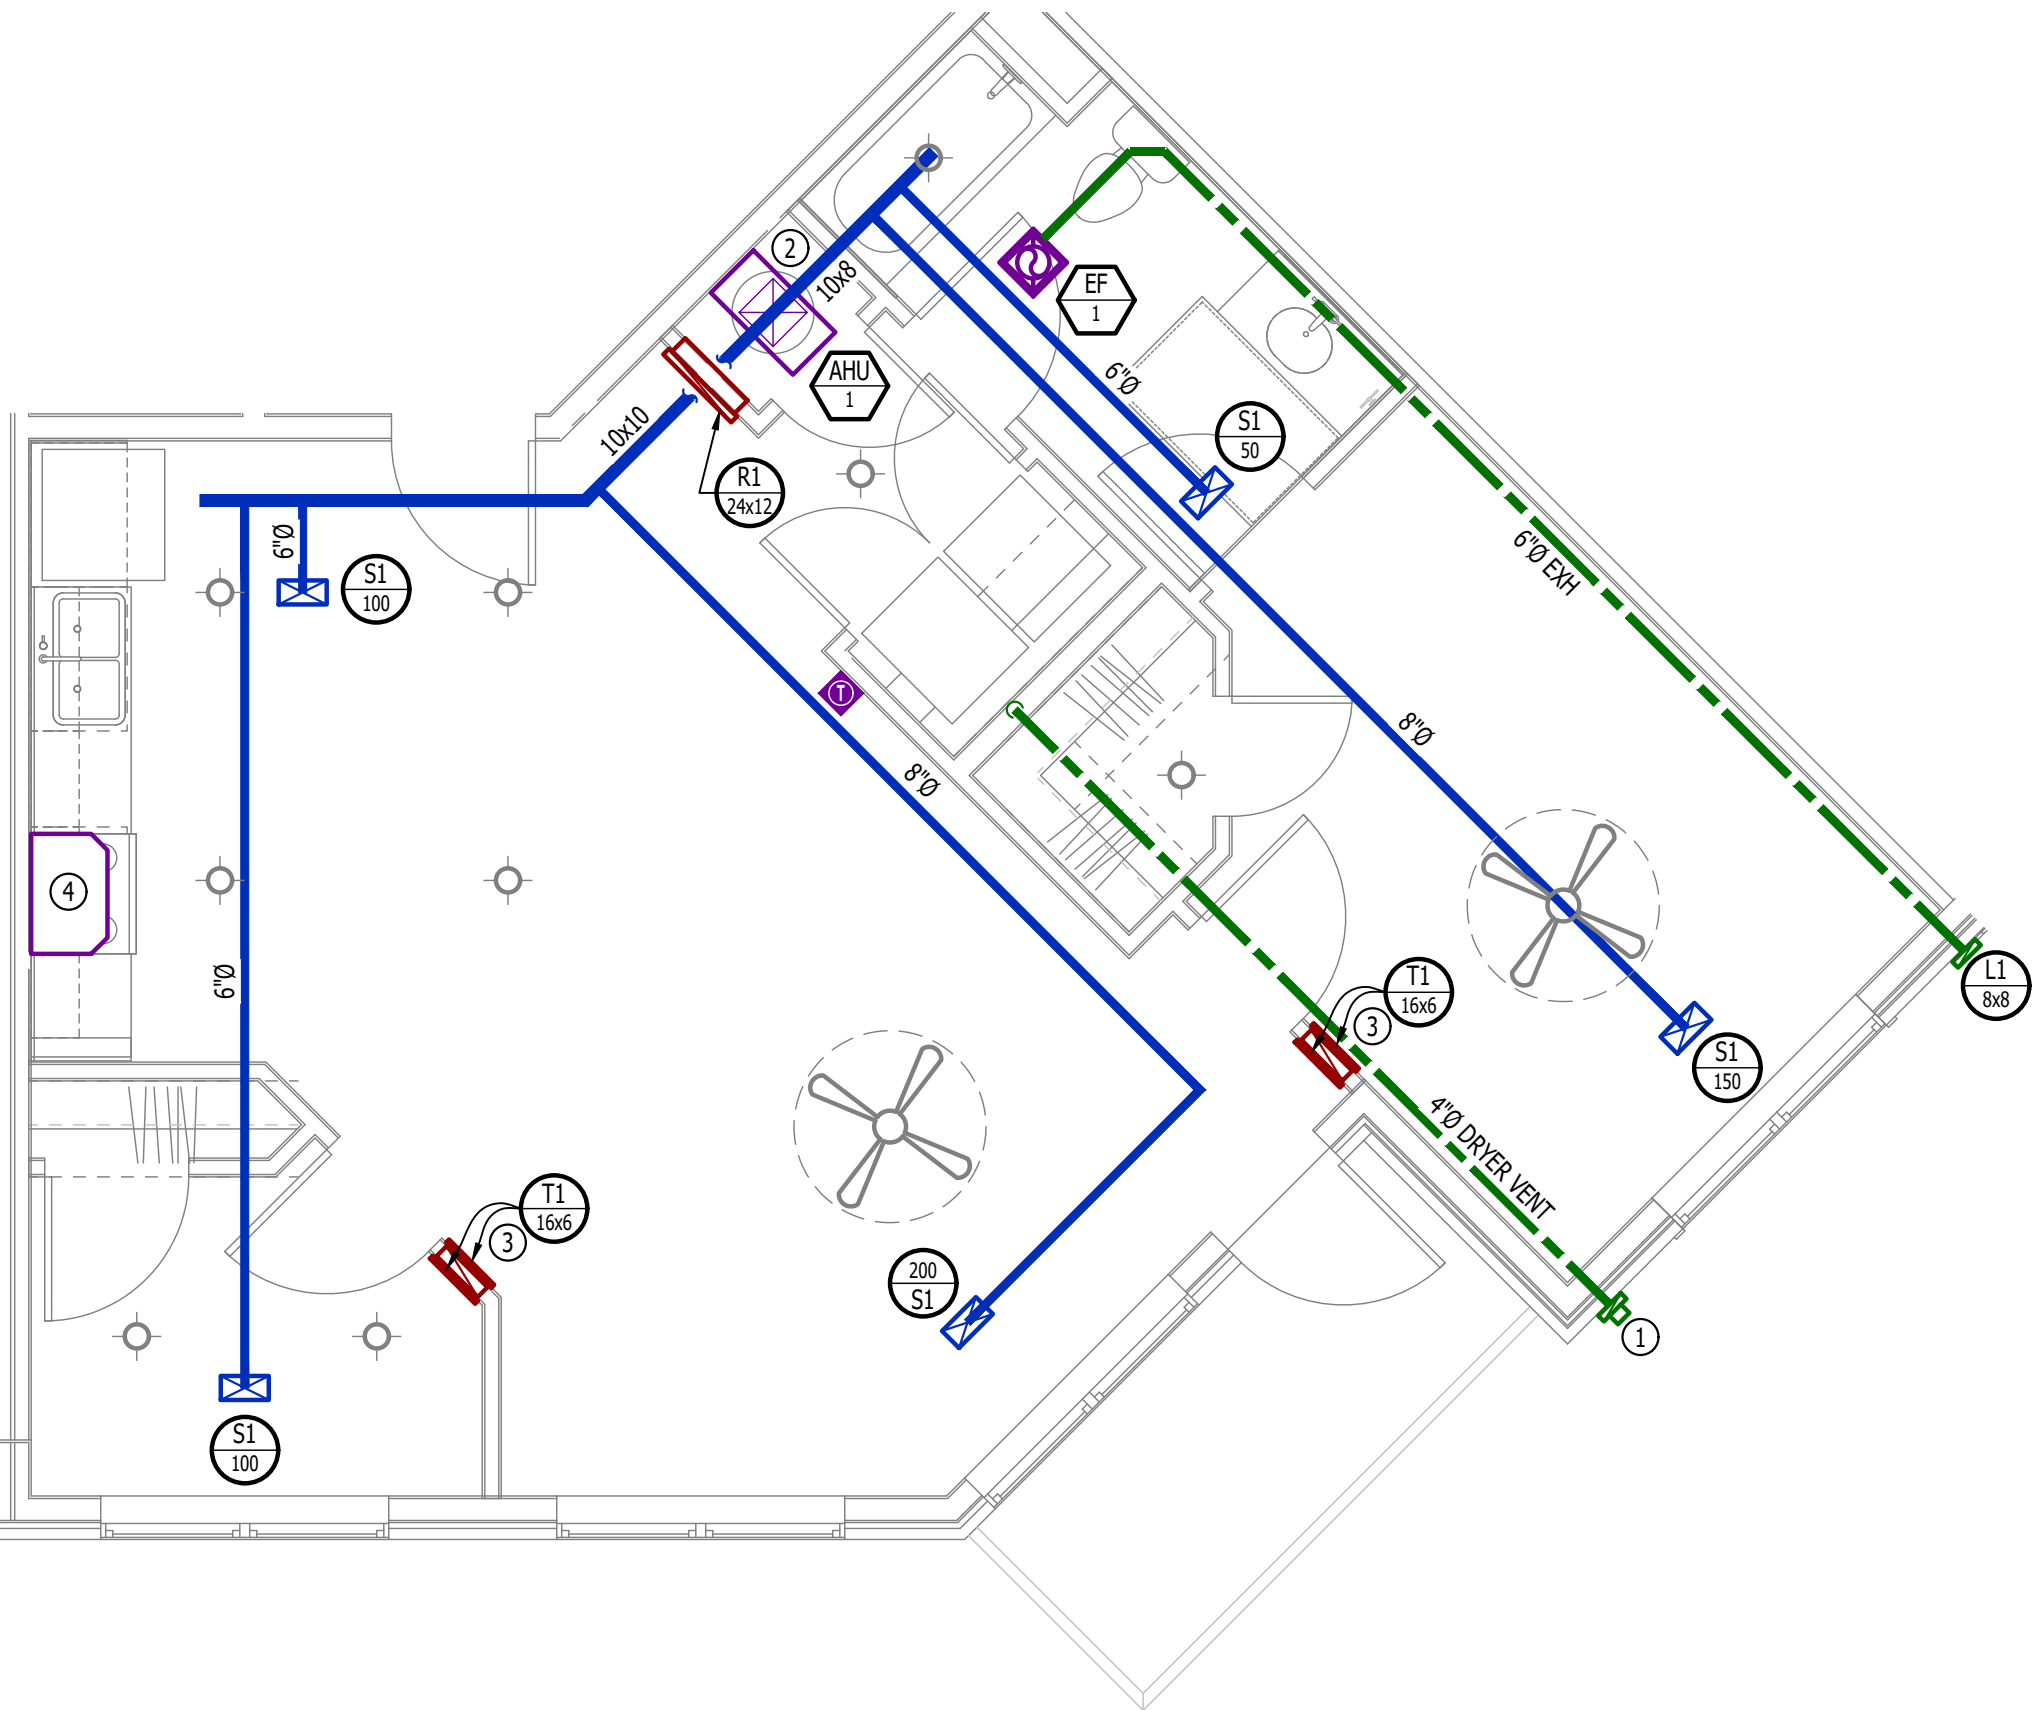 2
10x8
EF
1
AHU
1
10x10
6"Ø
S1
50
R1
24x12
6"Ø
S1
100
6"Ø EXH
T
8"Ø
8"Ø
4
6"Ø
L1
8x8
T1
16x6
3
S1
150
4"Ø DRYER VENT
T1
16x6
3
200
S1
1
S1
100